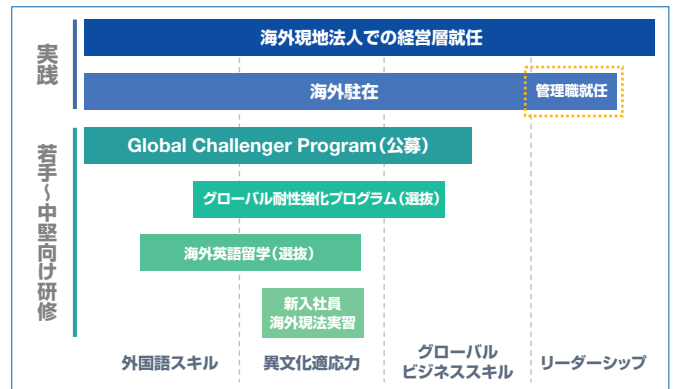 実践
海外現地法人での経営層就任
海外駐在
管理職就任
若手～中堅向け研修
Global Challenger Program（公募）
グローバル耐性強化プログラム（選抜）
海外英語留学（選抜）
新入社員
海外現法実習
外国語スキル
異文化適応力
グローバル
ビジネススキル
リーダーシップ